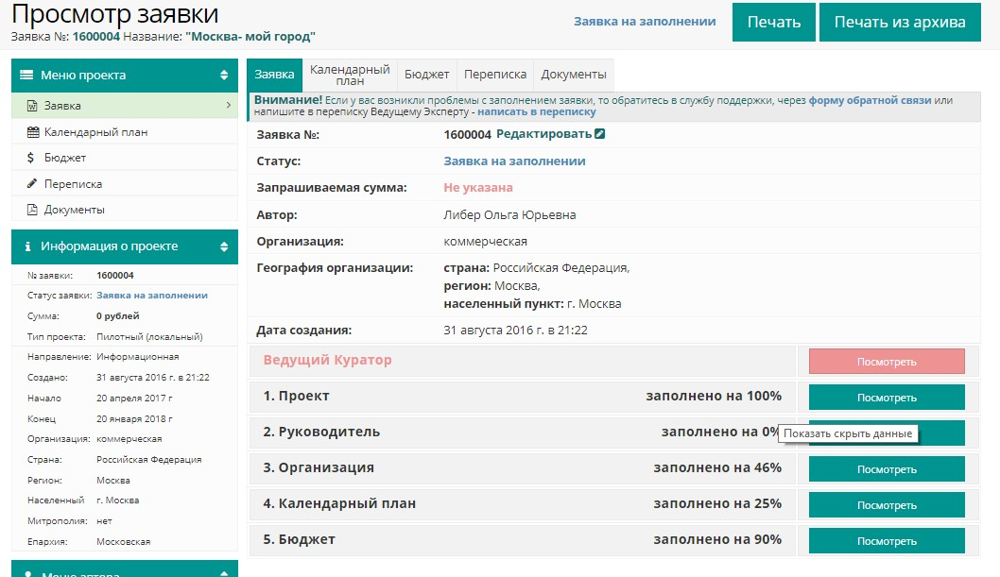 Просмотр заявки
Заявка №: 1600004 Название: "Москва- мой город"
Заявка на заполнении
Печать
Печать из архива
Меню проекта
Заявка
Календарный план
Бюджет
Переписка
Документы
Информация о проекте
№ заявки: 1600004
Статус заявки: Заявка на заполнении
Сумма: 0 рублей
Тип проекта: Пилотный (локальный)
Направление: Информационная
Создано: 31 августа 2016 г. в 21:22
Начало 20 апреля 2017 г
Конец 20 января 2018 г
Организация: коммерческая
Страна: Российская Федерация
Регион: Москва
Населенный г. Москва
Митрополия: нет
Епархия: Московская
Меню автора
Заявка
Календарный
план
Бюджет
Переписка
Документы
Внимание! Если у вас возникли проблемы с заполнением заявки, то обратитесь в службу поддержки, через форму обратной связи или
напишите в переписку Ведущему Эксперту - написать в переписку
Заявка №: 1600004 Редактировать
Статус: Заявка на заполнении
Запрашиваемая сумма: Не указана
Автор: Либер Ольга Юрьевна
Организация: коммерческая
География организации: страна: Российская Федерация,
регион: Москва,
населенный пункт: г. Москва
Дата создания: 31 августа 2016 г. в 21:22
Ведущий Куратор Посмотреть
1. Проект заполнено на 100% Посмотреть
2. Руководитель заполнено на 0% Показать скрыть данные
3. Организация заполнено на 46% Посмотреть
4. Календарный план заполнено на 25% Посмотреть
5. Бюджет заполнено на 90% Посмотреть